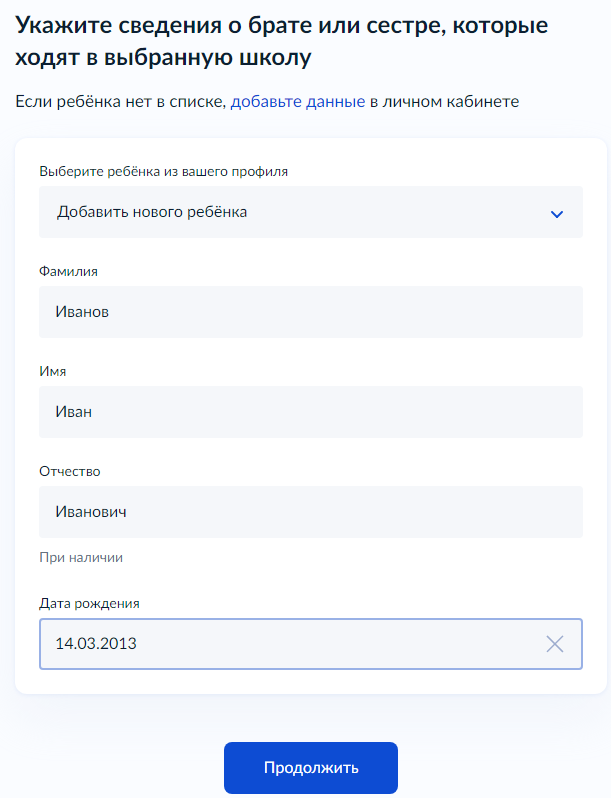 Укажите сведения о брате или сестре, которые
ходят в выбранную школу
Если ребёнка нет в списке, добавьте данные в личном кабинете
Выберите ребёнка из вашего профиля
Добавить нового ребёнка
Фамилия
Иванов
Имя
Иван
Отчество
Иванович
При наличии
Дата рождения
14.03.2013
Продолжить